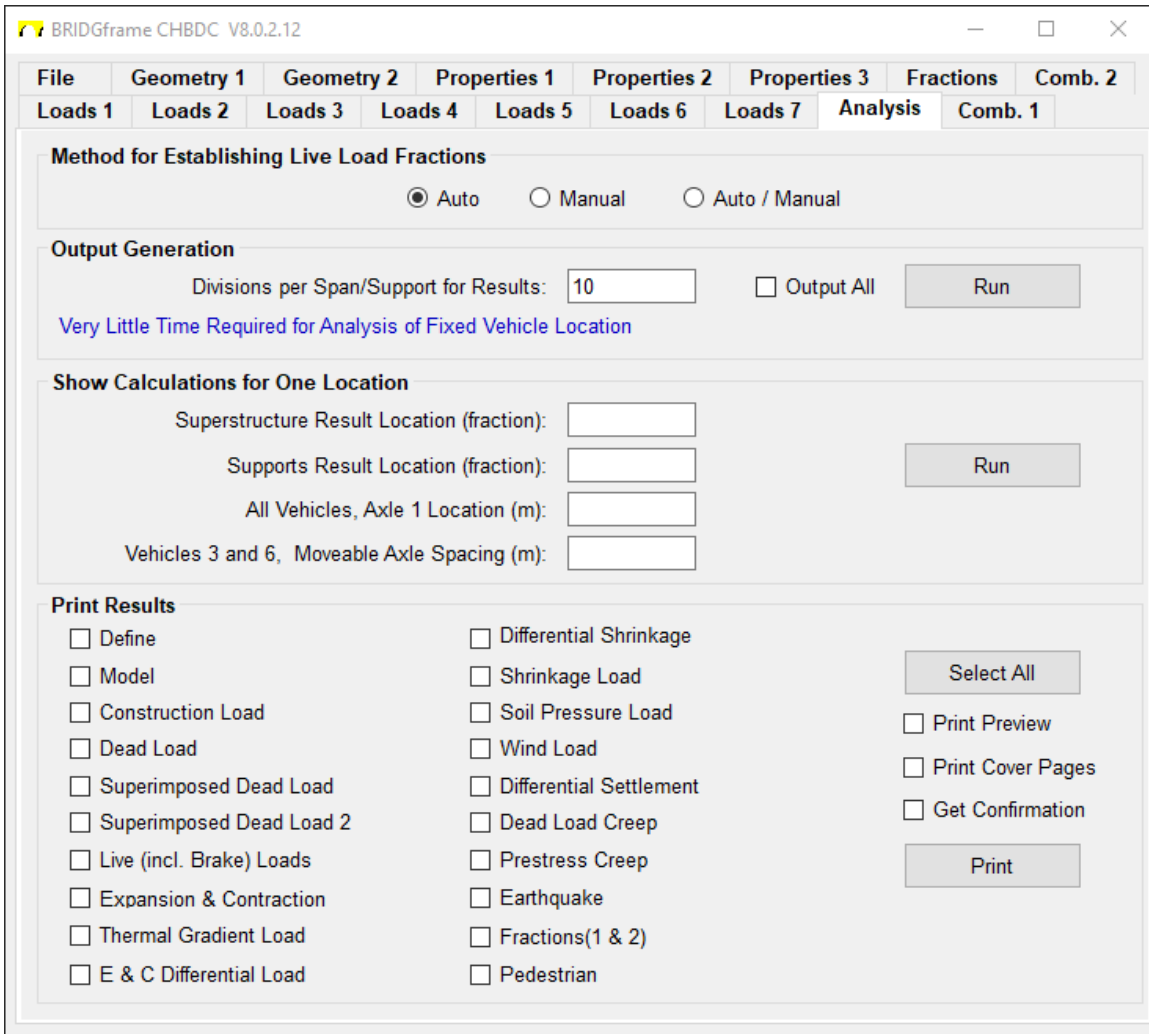 BRIDGframe CHBDC V8.0.2.12
File Geometry 1 Geometry 2 Properties 1 Properties 2 Properties 3 Fractions Comb. 2
Loads 1 Loads 2 Loads 3 Loads 4 Loads 5 Loads 6 Loads 7 Analysis Comb. 1
Method for Establishing Live Load Fractions
Auto Manual Auto / Manual
Output Generation
Divisions per Span/Support for Results: 10 Output All Run
Very Little Time Required for Analysis of Fixed Vehicle Location
Show Calculations for One Location
Superstructure Result Location (fraction):
Supports Result Location (fraction): Run
All Vehicles, Axle 1 Location (m):
Vehicles 3 and 6, Moveable Axle Spacing (m):
Print Results
Define Differential Shrinkage
Model Shrinkage Load Select All
Construction Load Soil Pressure Load Print Preview
Dead Load Wind Load Print Cover Pages
Superimposed Dead Load Differential Settlement
Superimposed Dead Load 2 Dead Load Creep Get Confirmation
Live (incl. Brake) Loads Prestress Creep Print
Expansion & Contraction Earthquake
Thermal Gradient Load Fractions(1 & 2)
E & C Differential Load Pedestrian